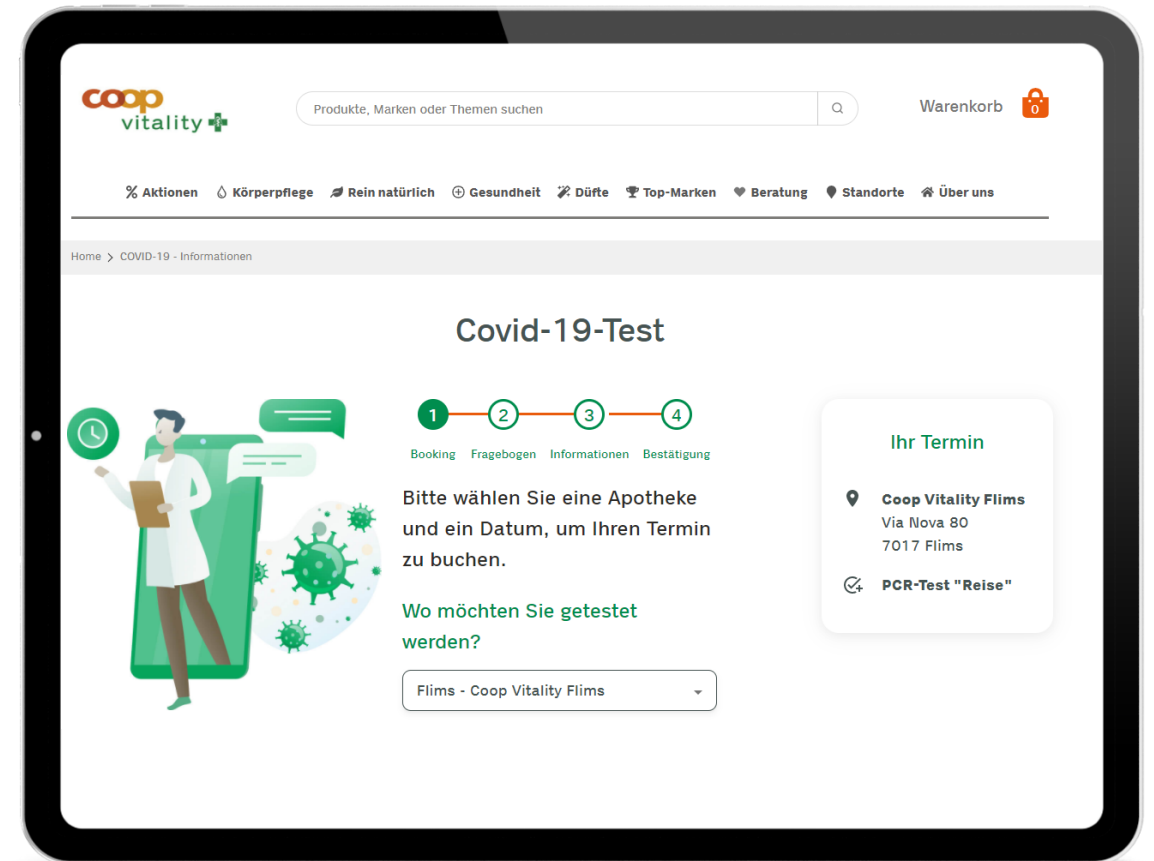 coop
vitality
Produkte, Marken oder Themen suchen
Warenkorb
0
Aktionen Körperpflege Rein natürlich Gesundheit Düfte Top-Marken Beratung Standorte Über uns
Home > COVID-19 - Informationen
Covid-19-Test
1 2 3 4
Booking Fragebogen Informationen Bestätigung
Bitte wählen Sie eine Apotheke
und ein Datum, um Ihren Termin
zu buchen.
Wo möchten Sie getestet
werden?
Flims - Coop Vitality Flims
Ihr Termin
Coop Vitality Flims
Via Nova 80
7017 Flims
PCR-Test "Reise"